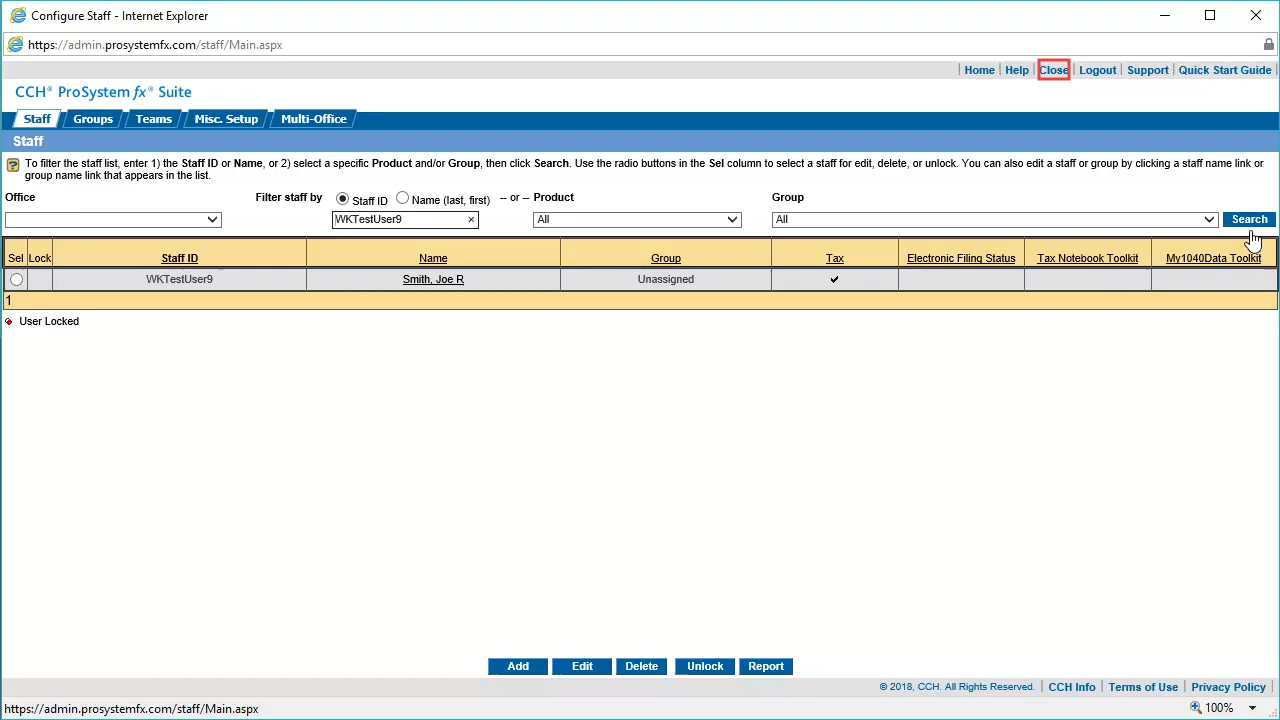 Configure Staff - Internet Explorer
https://admin.prosystemfx.com/staff/Main.aspx
Home Help Close Logout Support Quick Start Guide
CCH® ProSystem fx® Suite
Staff Groups Teams Misc. Setup Multi-Office
Staff
To filter the staff list, enter 1) the Staff ID or Name, or 2) select a specific Product and/or Group, then click Search. Use the radio buttons in the Sel column to select a staff for edit, delete, or unlock. You can also edit a staff or group by clicking a staff name link or
group name link that appears in the list.
Office Filter staff by Staff ID Name (last, first) -- or -- Product Group
WKTestUser9 × All All Search
Sel Lock Staff ID Name Group Tax Electronic Filing Status Tax Notebook Toolkit My1040Data Toolkit
WKTestUser9 Smith, Joe R Unassigned ✔
1
User Locked
Add Edit Delete Unlock Report
© 2018, CCH. All Rights Reserved. CCH Info Terms of Use Privacy Policy
https://admin.prosystemfx.com/staff/Main.aspx 100%